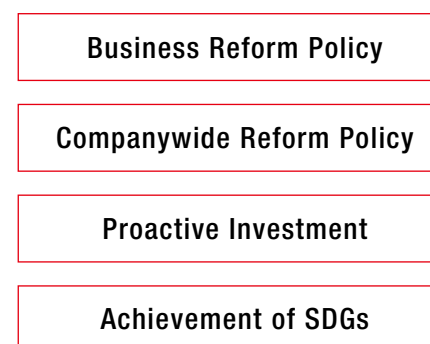 Business Reform Policy
Companywide Reform Policy
Proactive Investment
Achievement of SDGs